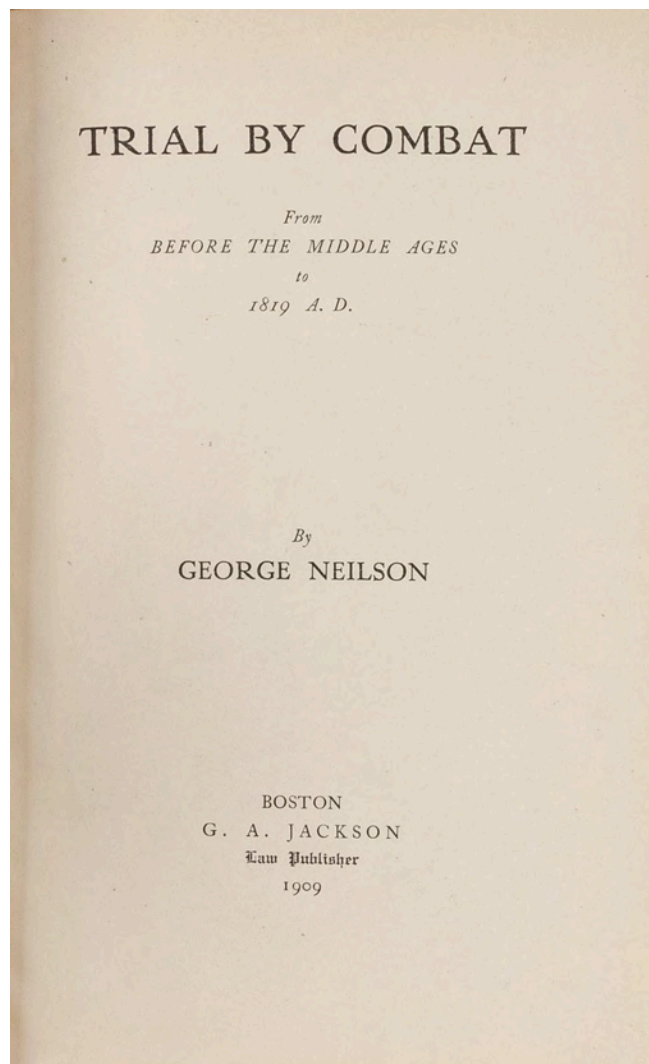 TRIAL BY COMBAT
From
BEFORE THE MIDDLE AGES
to
1819 A. D.
By
GEORGE NEILSON
BOSTON
G. A. JACKSON
Law Publisher
1909